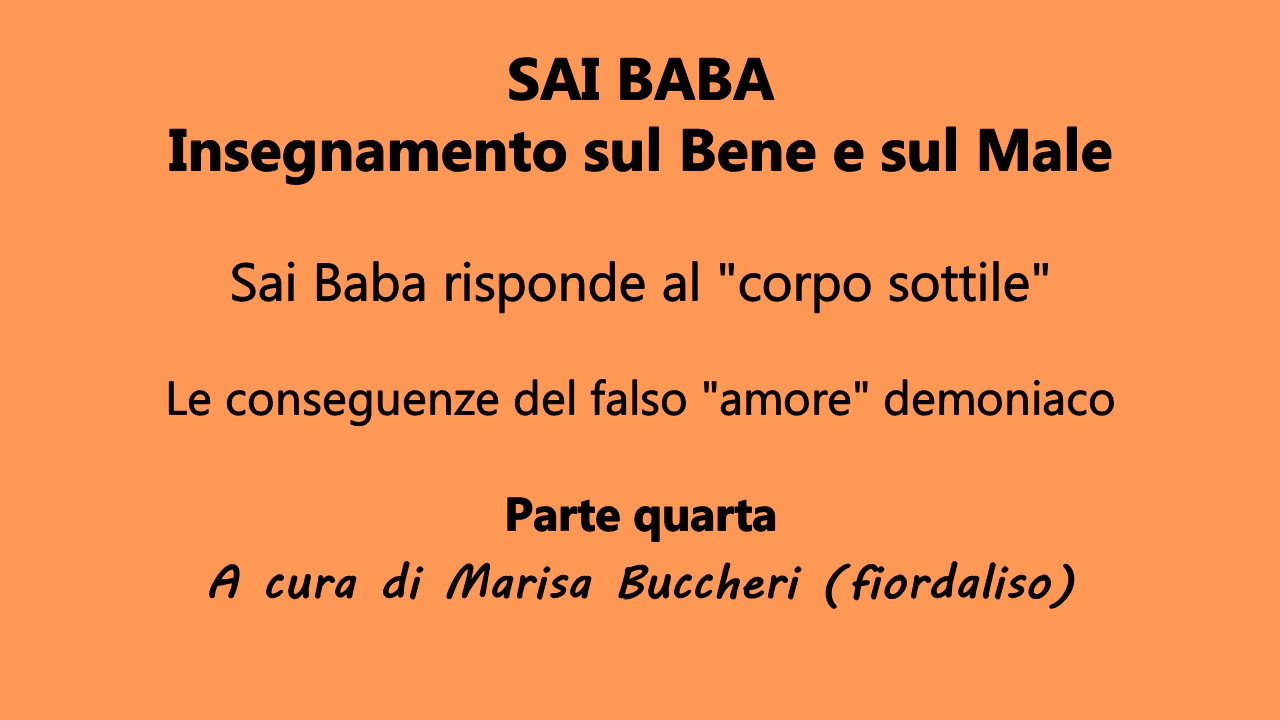 SAI BABA
Insegnamento sul Bene e sul Male
Sai Baba risponde al "corpo sottile"
Le conseguenze del falso "amore" demoniaco
Parte quarta
A cura di Marisa Buccheri (fiordaliso)